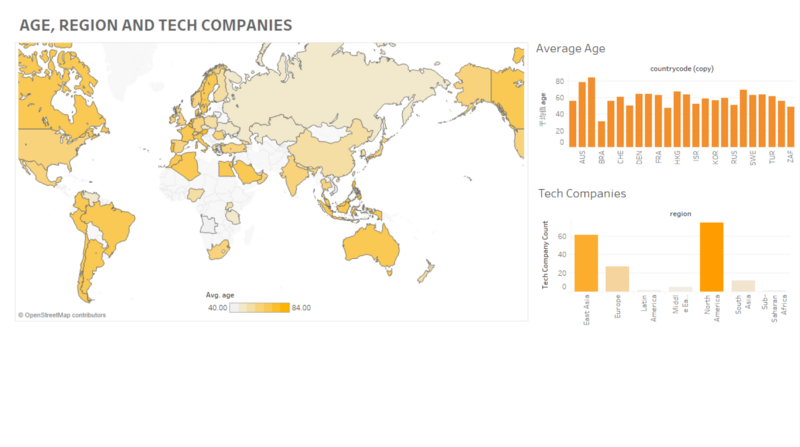 AGE, REGION AND TECH COMPANIES
Avg. age
40.00
84.00
© OpenStreetMap contributors
Average Age
countrycode (copy)
平均值 age
80
60
40
20
0
AUS
BRA
CHE
DEN
FRA
HKG
ISR
KOR
RUS
SWE
TUR
ZAF
Tech Companies
region
Tech Company Count
60
40
20
0
East Asia
Europe
Latin
America
Middl
e Ea..
North
America
South
Asia
Sub-
Saharan
Africa